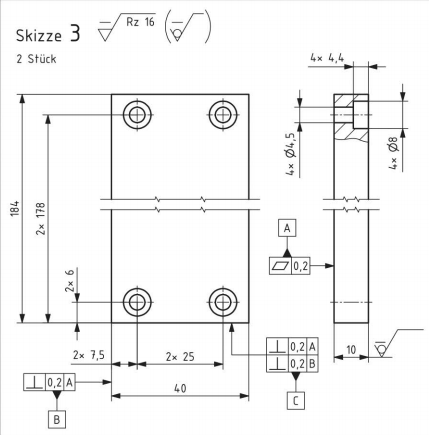 Skizze 3 Rz 16
2 Stück
4× 4,4
4× Ø4,5
4× Ø8
184
2× 178
A
0,2
2× 6
2× 7,5
2× 25
0,2 A
0,2 B
10
0,2 A
40
B
C